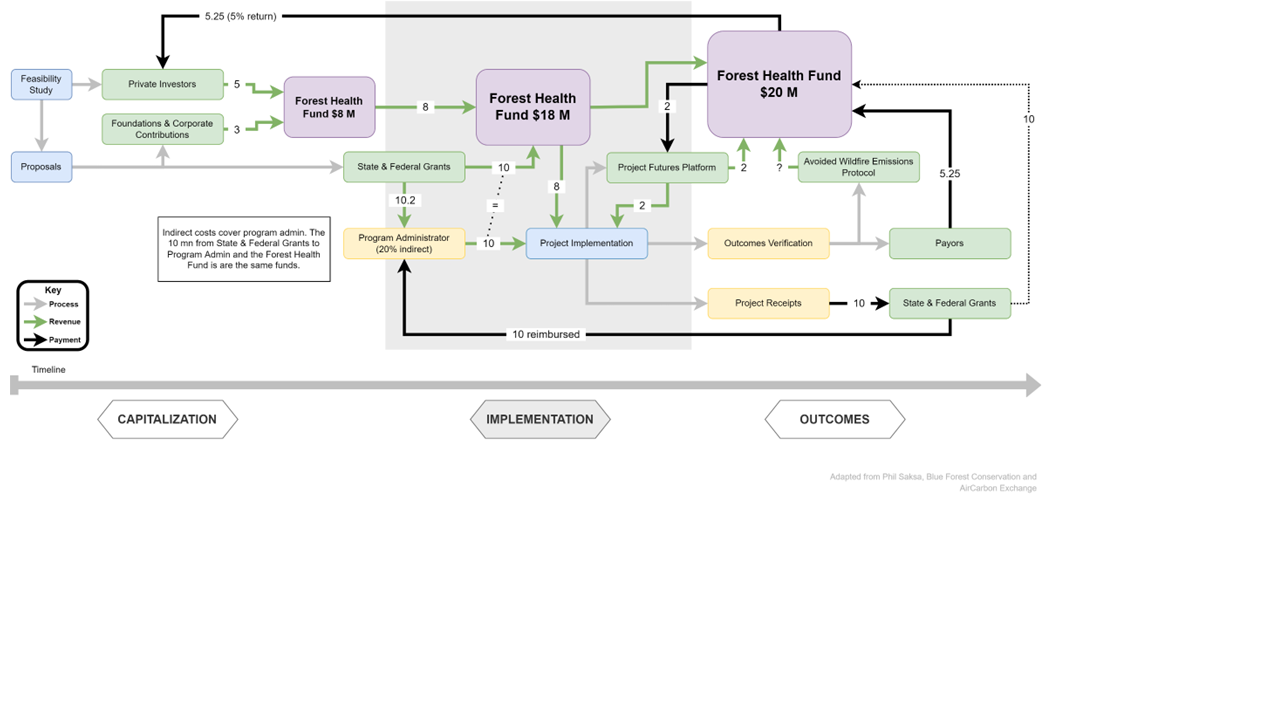 5.25 (5% return)
Feasibility
Study
Private Investors
5
Foundations & Corporate
Contributions
3
Proposals
Forest Health
Fund $8 M
8
Forest Health
Fund $18 M
Forest Health Fund
$20 M
2
10
State & Federal Grants
10
10.2
=
8
Project Futures Platform
2
?
Avoided Wildfire Emissions
Protocol
5.25
2
Indirect costs cover program admin. The
10 mn from State & Federal Grants to
Program Admin and the Forest Health
Fund is are the same funds.
Program Administrator
(20% indirect)
10
Project Implementation
Outcomes Verification
Payors
Project Receipts
10
State & Federal Grants
10 reimbursed
Key
Process
Revenue
Payment
Timeline
CAPITALIZATION
IMPLEMENTATION
OUTCOMES
Adapted from Phil Saksa, Blue Forest Conservation and
AirCarbon Exchange